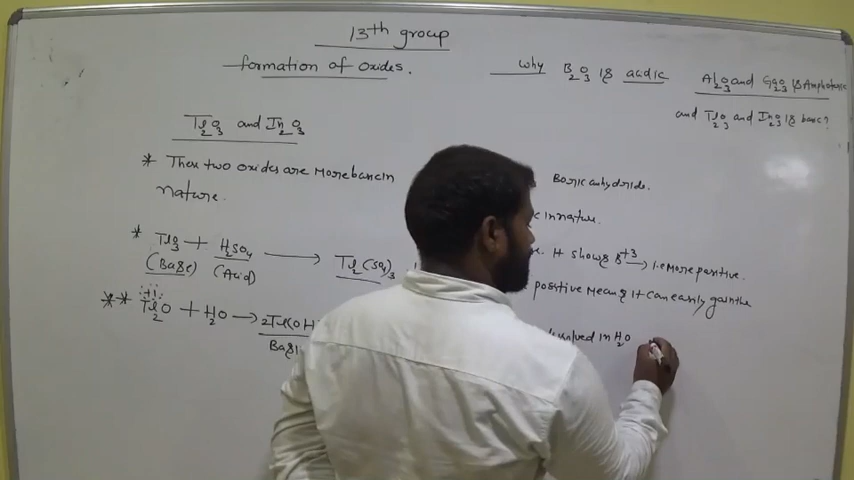 13th group
formation of oxides.
why B2O3 is acidic
Al2O3 and Ga2O3 is Amphoteric
and Tl2O3 and In2O3 is basic?
Tl2O3 and In2O3
* These two oxides are More basic in
nature.
* Tl2O3 + H2SO4 ⟶ Tl2(SO4)3
(Base) (Acid)
** Tl2O + H2O ⟶ 2Tl(OH
+1
Boric anhydride.
c in nature.
It shows B+3 ⟶ i.e More positive.
positive Means it can easily gain the
in H2O